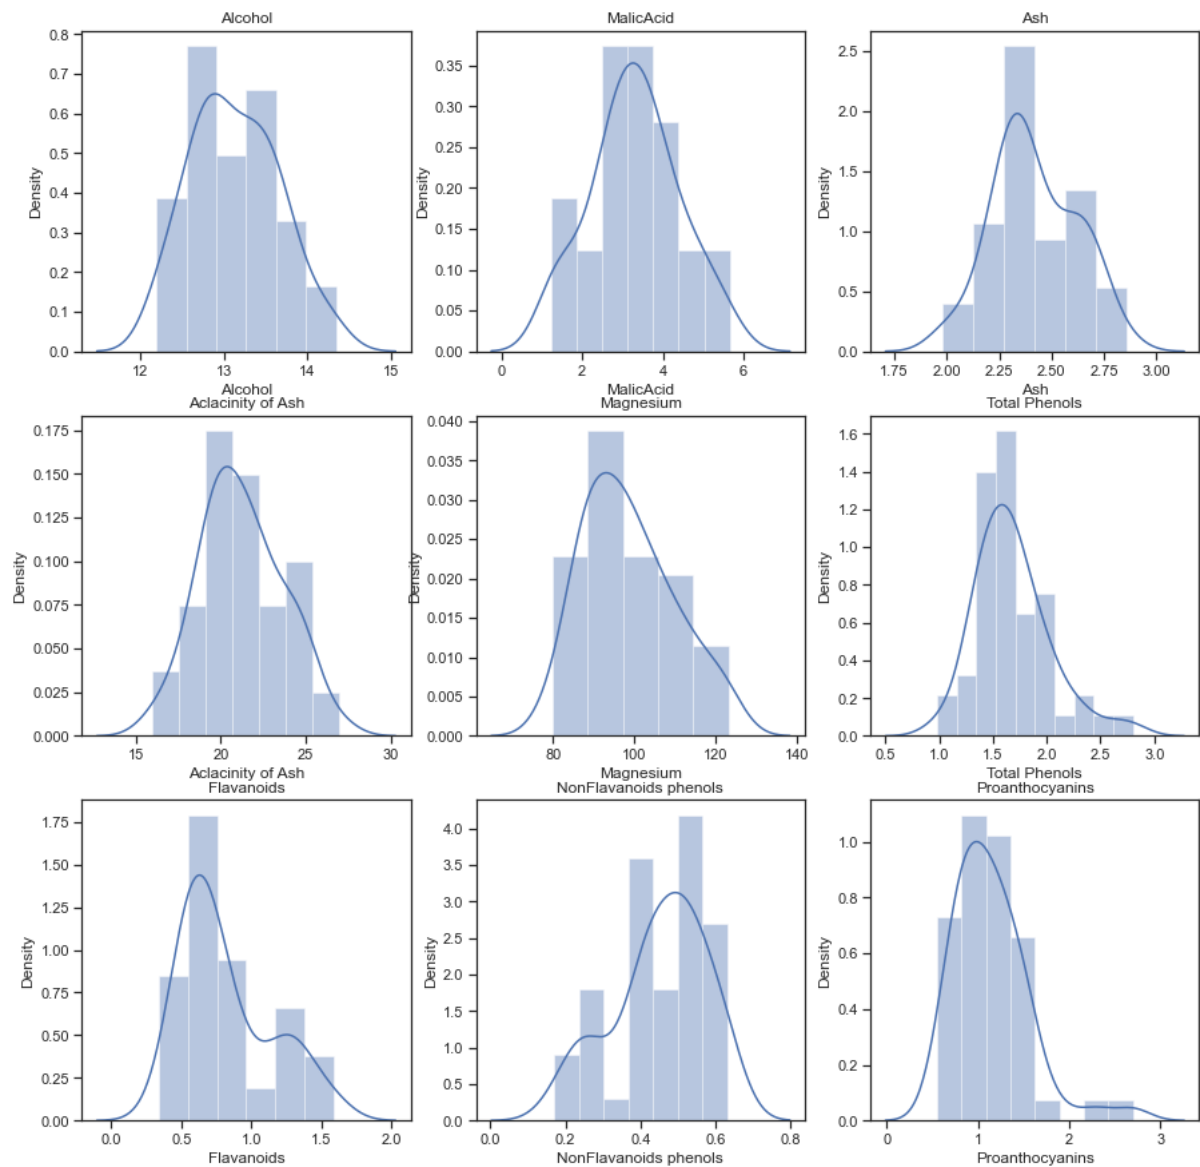 Alcohol
MalicAcid
Ash
Density
0.8
0.7
0.6
0.5
0.4
0.3
0.2
0.1
0.0
12 13 14 15
Alcohol
Density
0.35
0.30
0.25
0.20
0.15
0.10
0.05
0.00
0 2 4 6
MalicAcid
Density
2.5
2.0
1.5
1.0
0.5
0.0
1.75 2.00 2.25 2.50 2.75 3.00
Ash
Aclacinity of Ash
Magnesium
Total Phenols
Density
0.175
0.150
0.125
0.100
0.075
0.050
0.025
0.000
15 20 25 30
Aclacinity of Ash
Density
0.040
0.035
0.030
0.025
0.020
0.015
0.010
0.005
0.000
80 100 120 140
Magnesium
Density
1.6
1.4
1.2
1.0
0.8
0.6
0.4
0.2
0.0
0.5 1.0 1.5 2.0 2.5 3.0
Total Phenols
Flavanoids
NonFlavanoids phenols
Proanthocyanins
Density
1.75
1.50
1.25
1.00
0.75
0.50
0.25
0.00
0.0 0.5 1.0 1.5 2.0
Flavanoids
Density
4.0
3.5
3.0
2.5
2.0
1.5
1.0
0.5
0.0
0.0 0.2 0.4 0.6 0.8
NonFlavanoids phenols
Density
1.0
0.8
0.6
0.4
0.2
0.0
0 1 2 3
Proanthocyanins